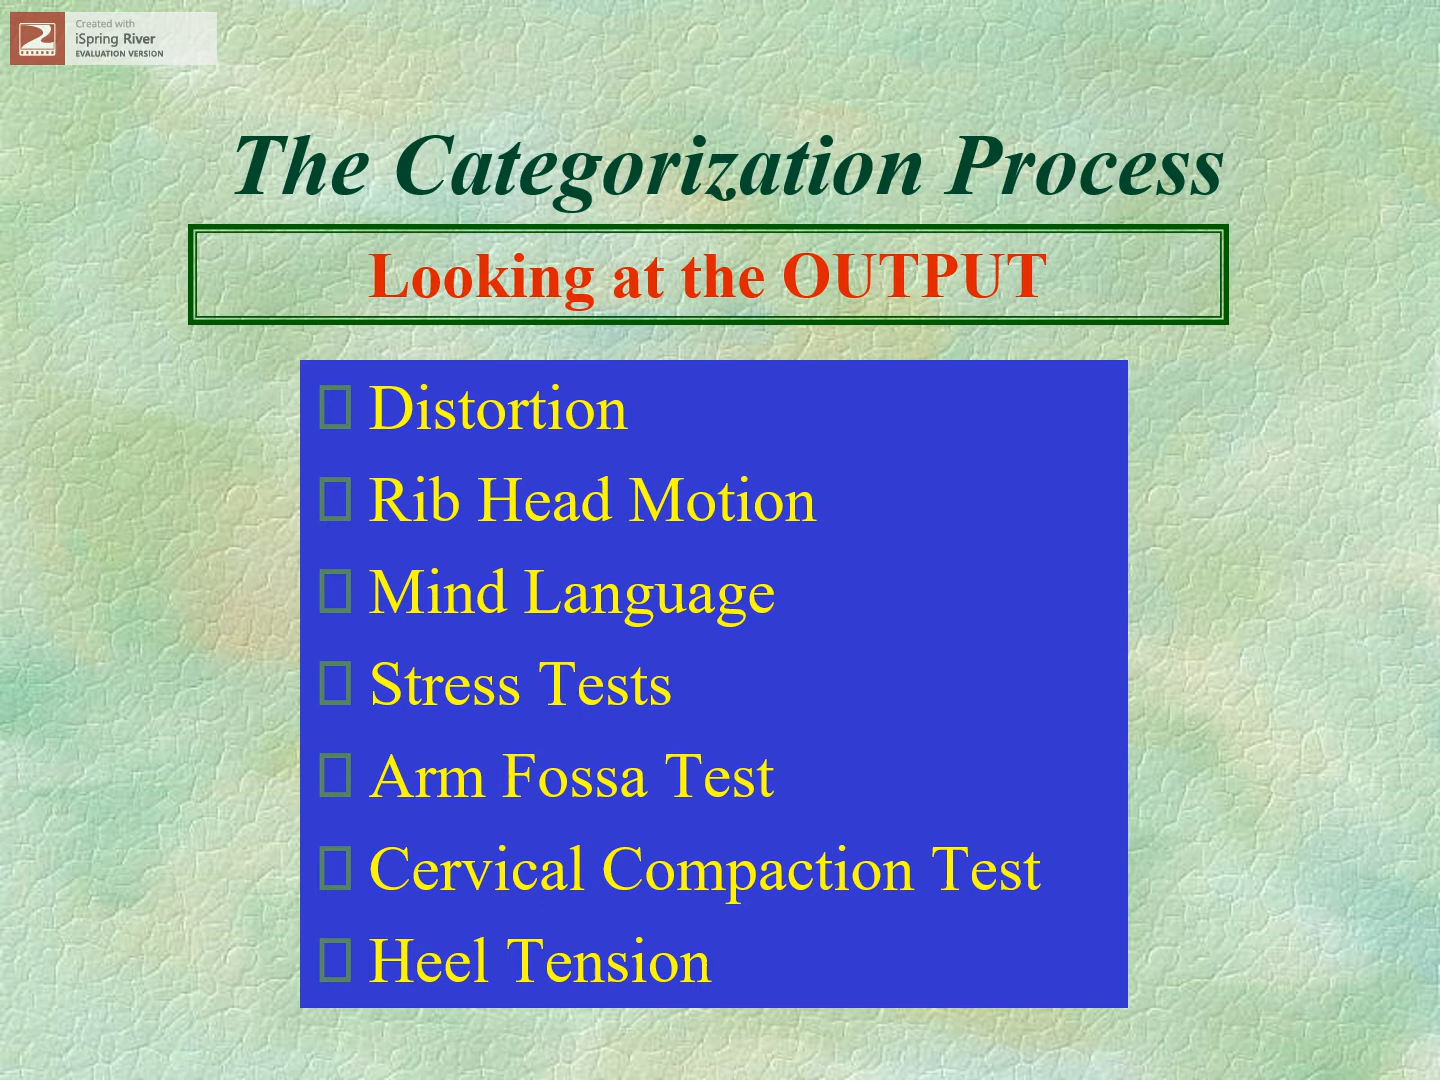 Created with
iSpring River
EVALUATION VERSION
The Categorization Process
Looking at the OUTPUT
Distortion
Rib Head Motion
Mind Language
Stress Tests
Arm Fossa Test
Cervical Compaction Test
Heel Tension